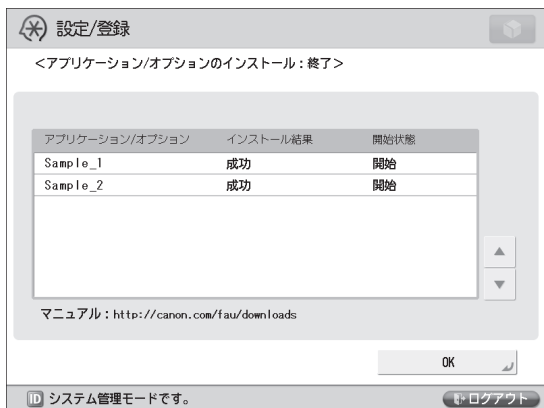 設定/登録
<アプリケーション/オプションのインストール:終了>
アプリケーション/オプション インストール結果 開始状態
Sample_1 成功 開始
Sample_2 成功 開始
マニュアル:http://canon.com/fau/downloads
OK
ID システム管理モードです。 ログアウト